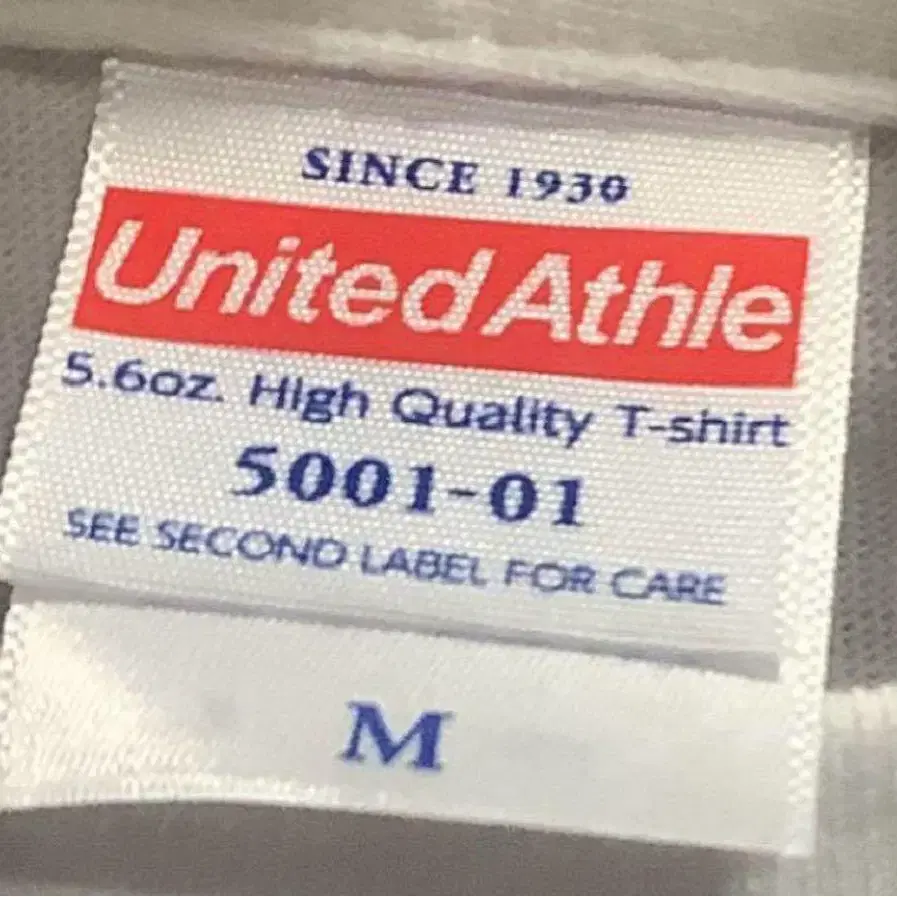 SINCE 1930
United Athle
5.6oz. High Quality T-shirt
5001-01
SEE SECOND LABEL FOR CARE
M